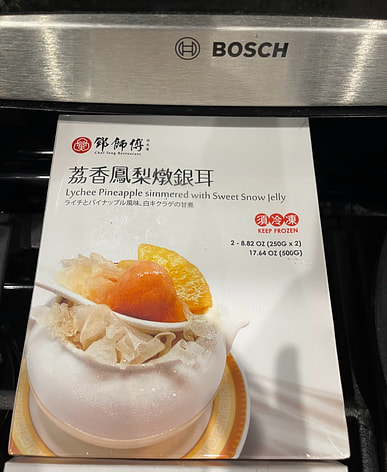 BOSCH
鄧師傅
Chef Teng Restaurant
荔香鳳梨燉銀耳
Lychee Pineapple simmered with Sweet Snow Jelly
ライチとパイナップル風味、白キクラゲの甘煮
須冷凍
KEEP FROZEN
2 - 8.82 OZ (250G x 2)
17.64 OZ (500G)